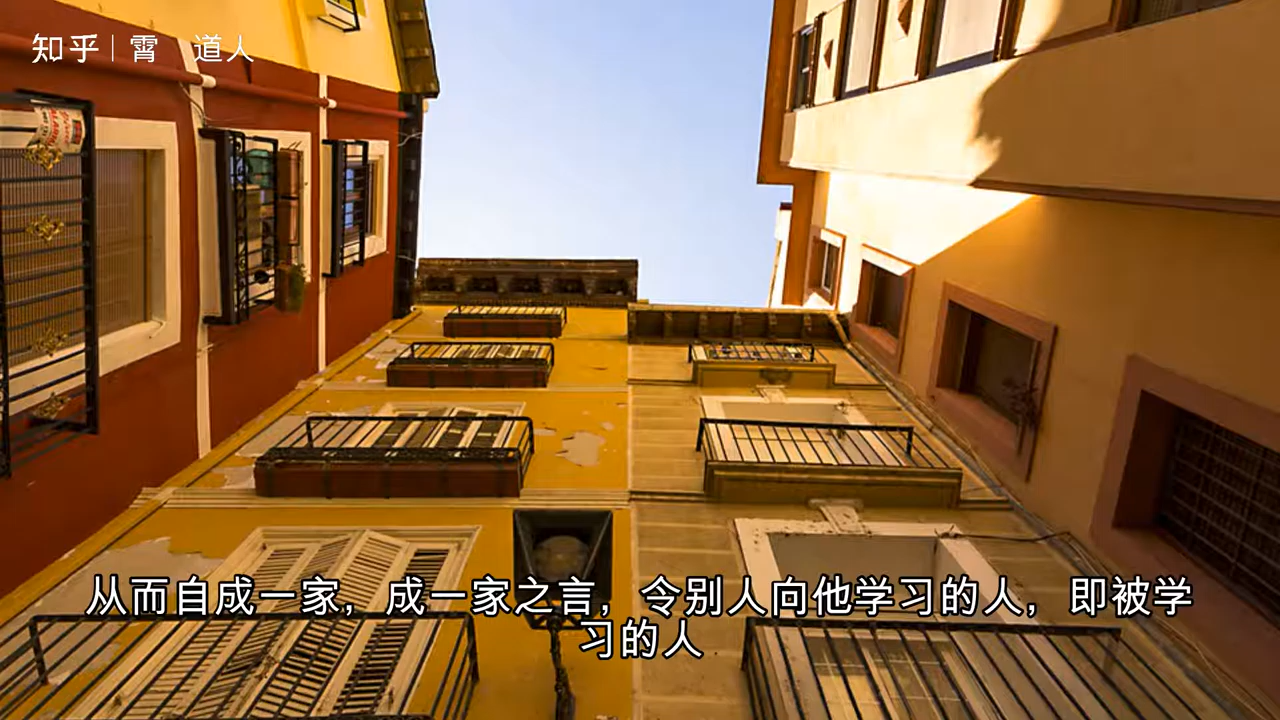 知乎 | 霄 道人
从而自成一家，成一家之言，令别人向他学习的人，即被学
习的人